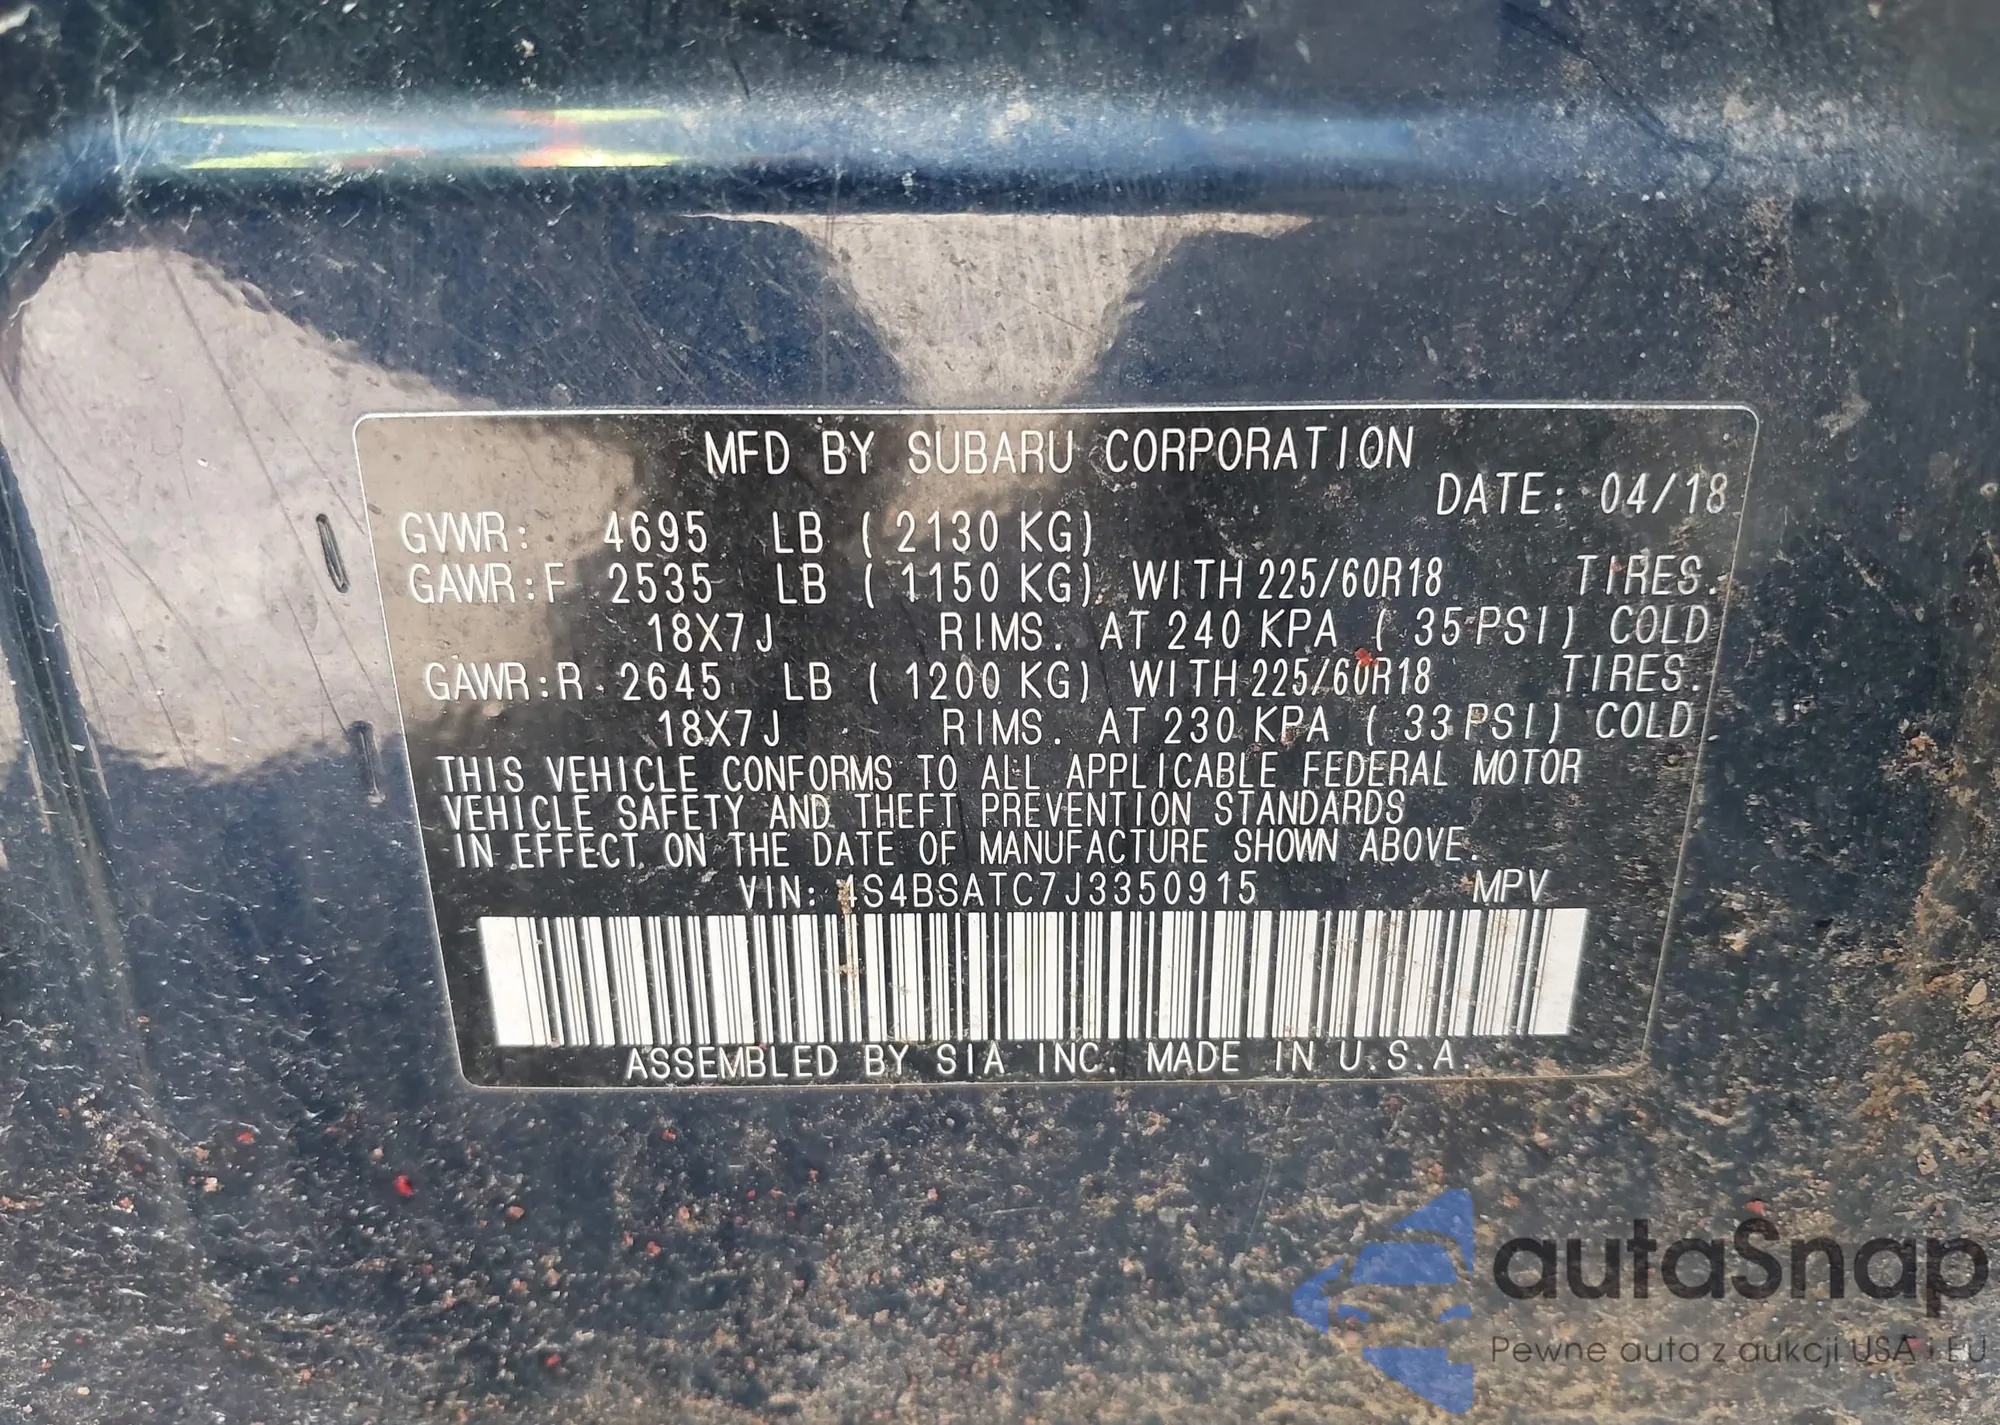 MFD BY SUBARU CORPORATION
DATE: 04/18
GVWR: 4695 LB (2130 KG)
GAWR:F 2535 LB (1150 KG) WITH 225/60R18 TIRES.
18X7J RIMS. AT 240 KPA (35 PSI) COLD
GAWR:R 2645 LB (1200 KG) WITH 225/60R18 TIRES.
18X7J RIMS. AT 230 KPA (33 PSI) COLD
THIS VEHICLE CONFORMS TO ALL APPLICABLE FEDERAL MOTOR
VEHICLE SAFETY AND THEFT PREVENTION STANDARDS
IN EFFECT ON THE DATE OF MANUFACTURE SHOWN ABOVE.
VIN: 4S4BSATC7J3350915 MPV
ASSEMBLED BY SIA INC. MADE IN U.S.A.
autaSnap
Pewne auta z aukcji USA i EU